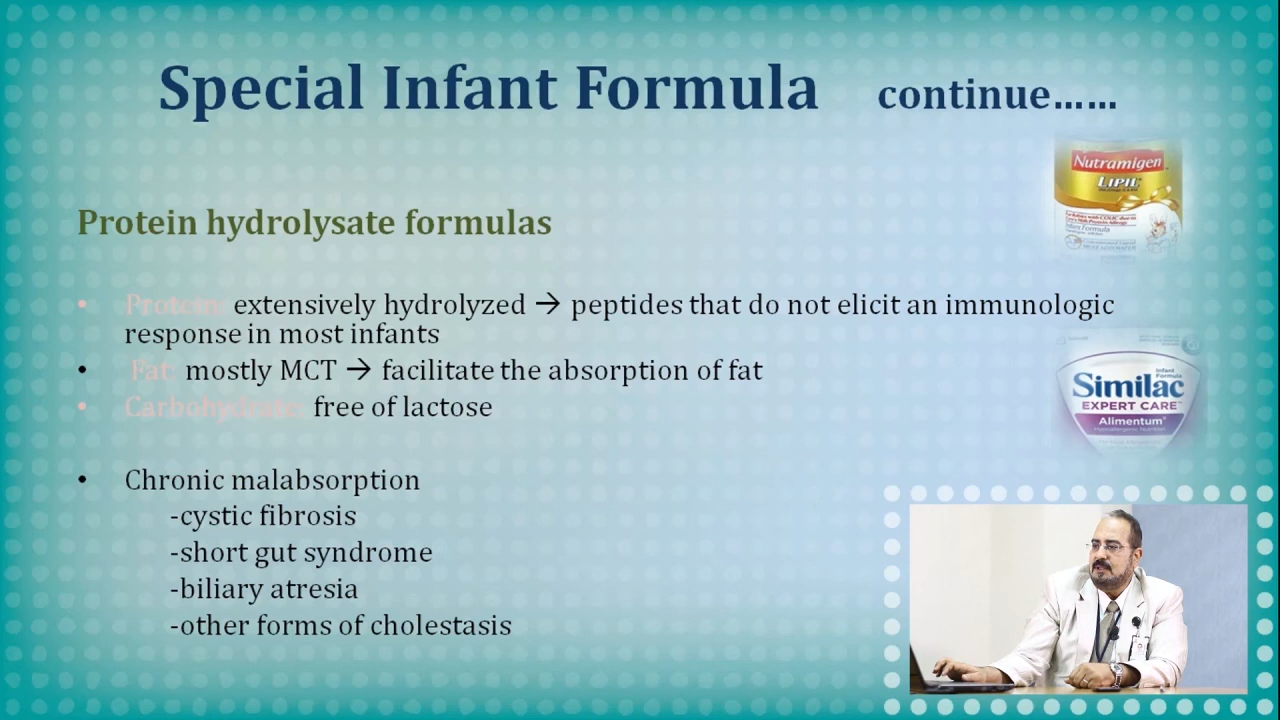 Special Infant Formula continue......
Nutramigen
LIPIL
Protein hydrolysate formulas
• Protein: extensively hydrolyzed → peptides that do not elicit an immunologic
response in most infants
• Fat: mostly MCT → facilitate the absorption of fat
• Carbohydrate: free of lactose
Infant
Formula
Similac
EXPERT CARE
Alimentum
• Chronic malabsorption
-cystic fibrosis
-short gut syndrome
-biliary atresia
-other forms of cholestasis